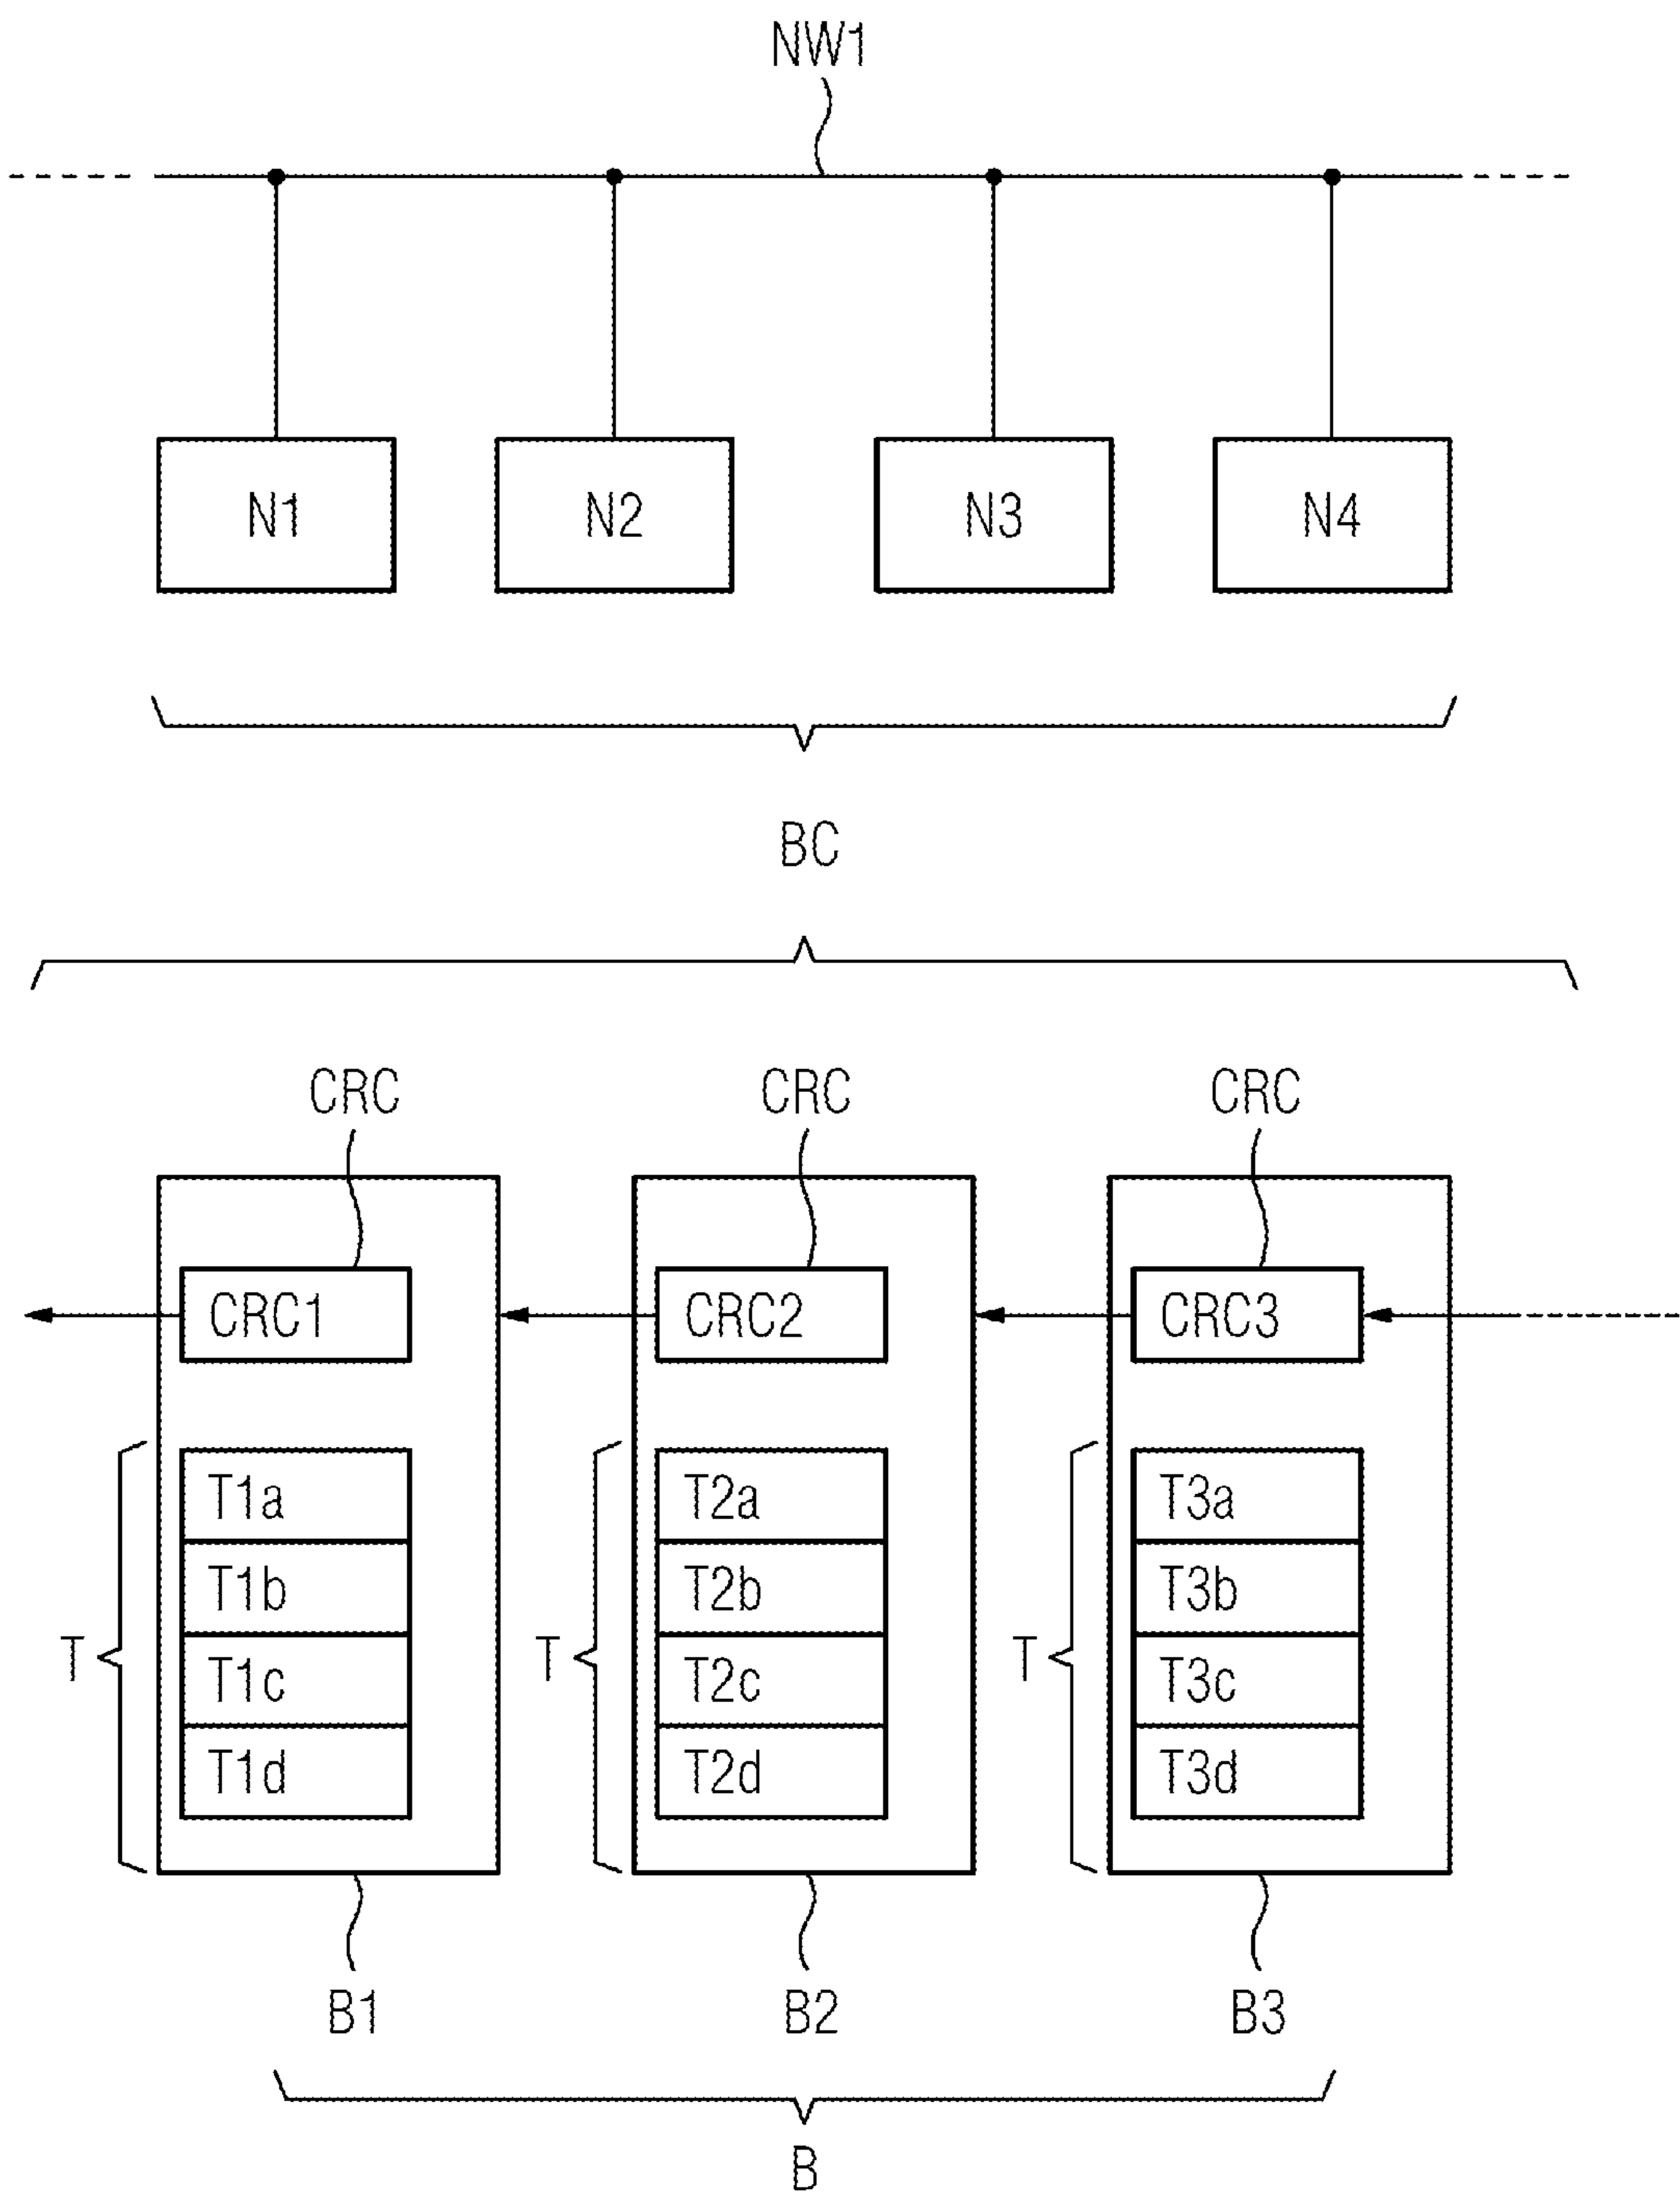 NW1
N1 N2 N3 N4
BC
CRC CRC CRC
CRC1 CRC2 CRC3
T1a T2a T3a
T1b T2b T3b
T T T
T1c T2c T3c
T1d T2d T3d
B1 B2 B3
B